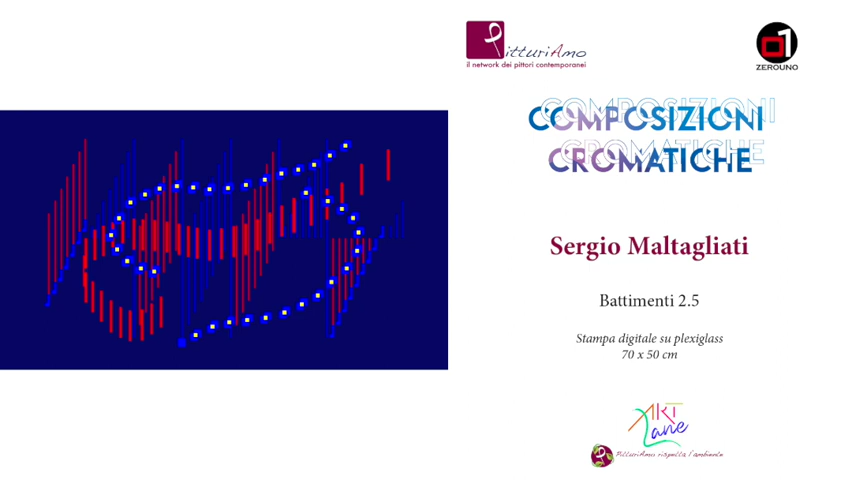 PitturiAmo
il network dei pittori contemporanei
01
ZEROUNO
COMPOSIZIONI
CROMATICHE
Sergio Maltagliati
Battimenti 2.5
Stampa digitale su plexiglass
70 x 50 cm
ART
Lane
PitturiAmo rispetta l'ambiente